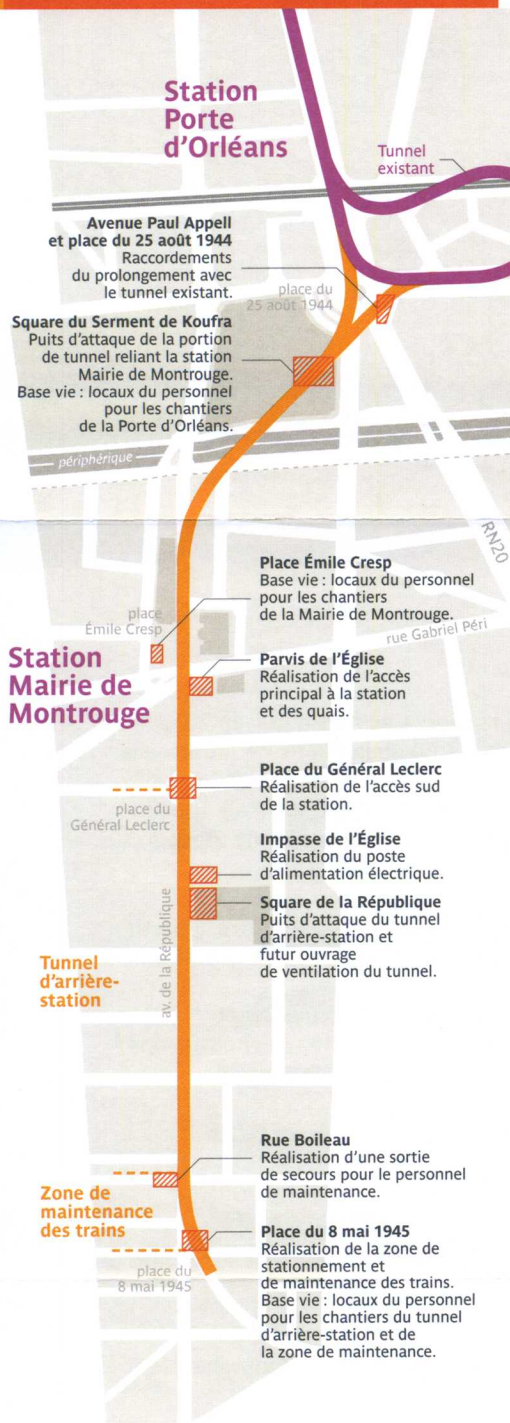 Station
Porte
d'Orléans
Tunnel
existant
Avenue Paul Appell
et place du 25 août 1944
Raccordements
du prolongement avec
le tunnel existant.
place du
25 août 1944
Square du Serment de Koufra
Puits d'attaque de la portion
de tunnel reliant la station
Mairie de Montrouge.
Base vie : locaux du personnel
pour les chantiers
de la Porte d'Orléans.
périphérique
RN20
Place Émile Cresp
Base vie : locaux du personnel
pour les chantiers
de la Mairie de Montrouge.
place
Émile Cresp
rue Gabriel Péri
Station
Mairie de
Montrouge
Parvis de l'Église
Réalisation de l'accès
principal à la station
et des quais.
Place du Général Leclerc
Réalisation de l'accès sud
de la station.
place du
Général Leclerc
Impasse de l'Église
Réalisation du poste
d'alimentation électrique.
Square de la République
Puits d'attaque du tunnel
d'arrière-station et
futur ouvrage
de ventilation du tunnel.
av. de la République
Tunnel
d'arrière-
station
Rue Boileau
Réalisation d'une sortie
de secours pour le personnel
de maintenance.
Zone de
maintenance
des trains
Place du 8 mai 1945
Réalisation de la zone de
stationnement et
de maintenance des trains.
Base vie : locaux du personnel
pour les chantiers du tunnel
d'arrière-station et de
la zone de maintenance.
place du
8 mai 1945